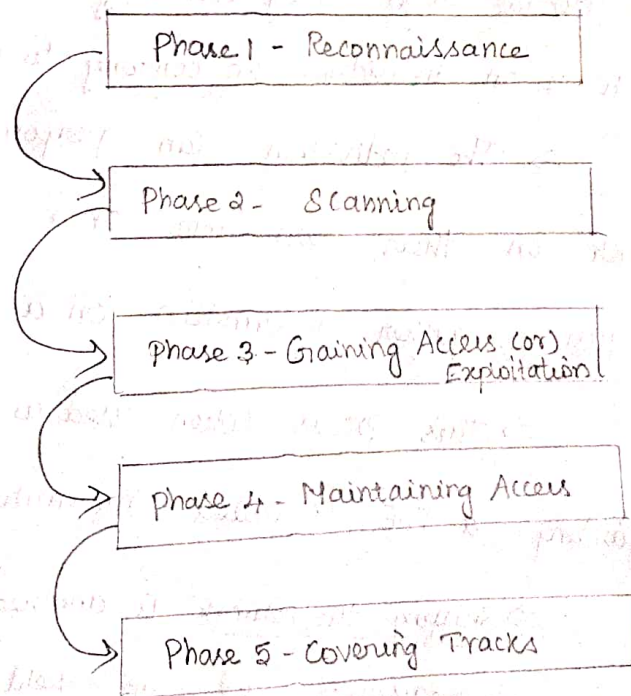 Phase 1 - Reconnaissance
Phase 2 - Scanning
Phase 3 - Gaining Access (or)
Exploitation
Phase 4 - Maintaining Access
Phase 5 - Covering Tracks